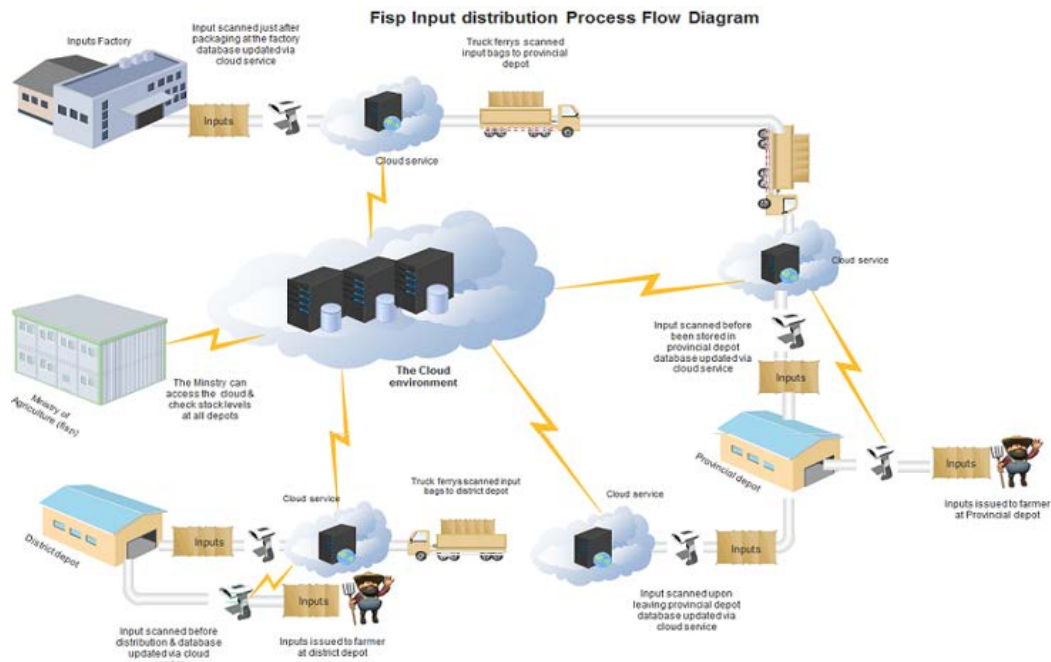 Fisp Input distribution Process Flow Diagram
Inputs Factory
Input scanned just after
packaging at the factory
database updated via
cloud service
Truck ferrys scanned
input bags to provincial
depot
Inputs
Cloud service
Cloud service
Input scanned before
been stored in
provincial depot
database updated via
cloud service
Inputs
The Cloud
environment
Ministry of
Agriculture (fisp)
The Minstry can
access the cloud &
check stock levels
at all depots
Provincial depot
Inputs
Inputs issued to farmer
at Provincial depot
Cloud service
Truck ferrys scanned input
bags to district depot
Cloud service
District depot
Inputs
Inputs
Inputs
Input scanned upon
leaving provincial depot
database updated via
cloud service
Input scanned before
distribution & database
updated via cloud
Inputs issued to farmer
at district depot